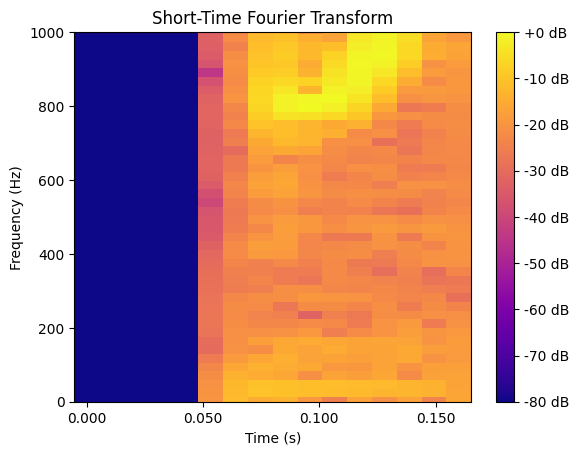 Short-Time Fourier Transform
1000
800
600
400
200
0
Frequency (Hz)
0.000
0.050
0.100
0.150
Time (s)
+0 dB
-10 dB
-20 dB
-30 dB
-40 dB
-50 dB
-60 dB
-70 dB
-80 dB